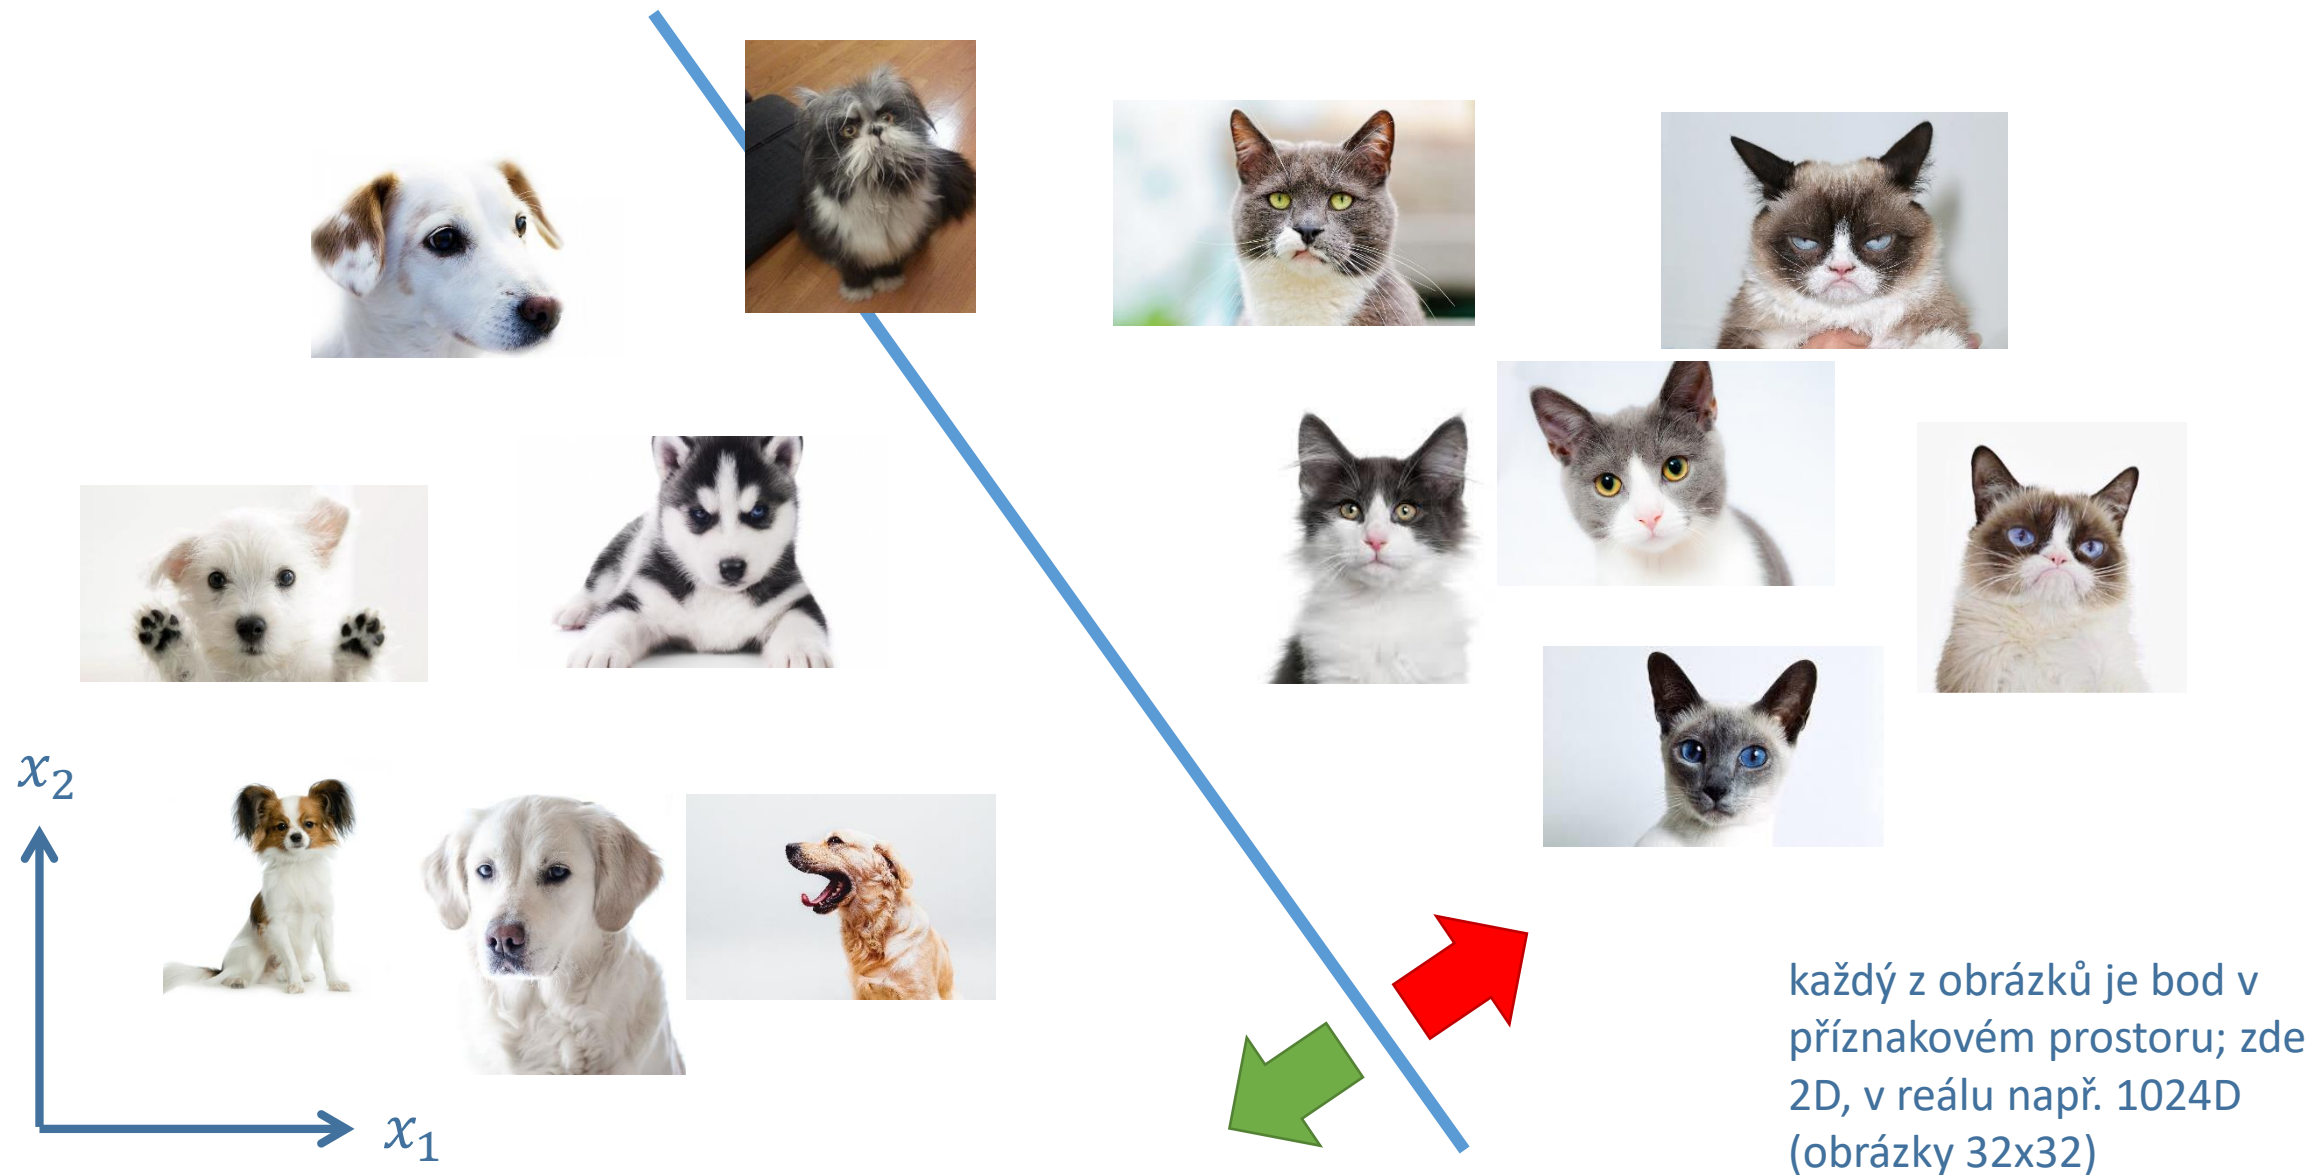 x₂
x₁
každý z obrázků je bod v
příznakovém prostoru; zde
2D, v reálu např. 1024D
(obrázky 32x32)